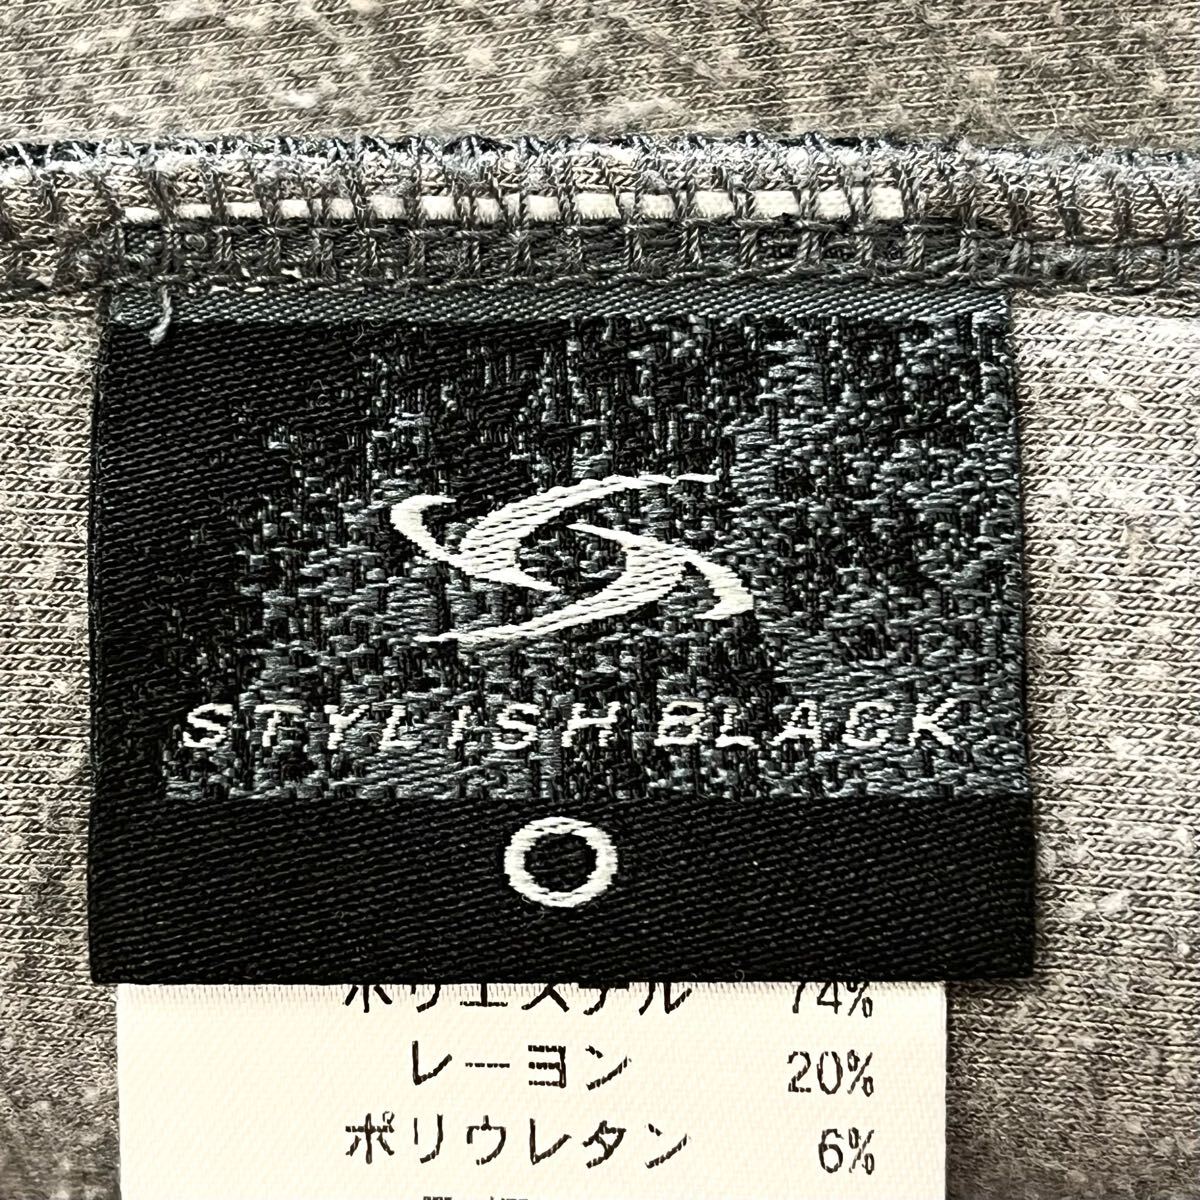 STYLISH BLACK
O
ポリエステル 74%
レーヨン 20%
ポリウレタン 6%